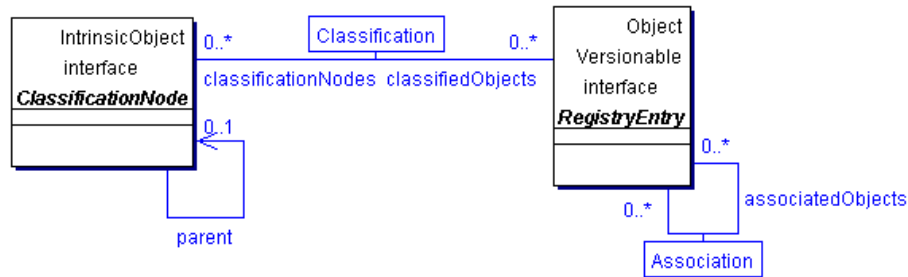 IntrinsicObject
interface
ClassificationNode
0..*
Classification
0..*
classificationNodes classifiedObjects
Object
Versionable
interface
RegistryEntry
0..1
parent
0..*
0..*
associatedObjects
Association